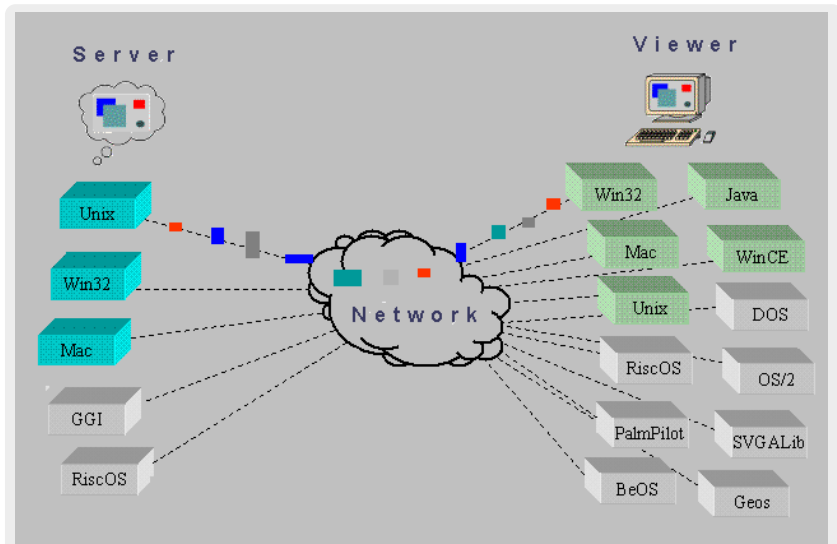 Server
Viewer
Unix
Win32
Mac
GGI
RiscOS
Network
Win32
Java
Mac
WinCE
Unix
DOS
RiscOS
OS/2
PalmPilot
SVGALib
BeOS
Geos